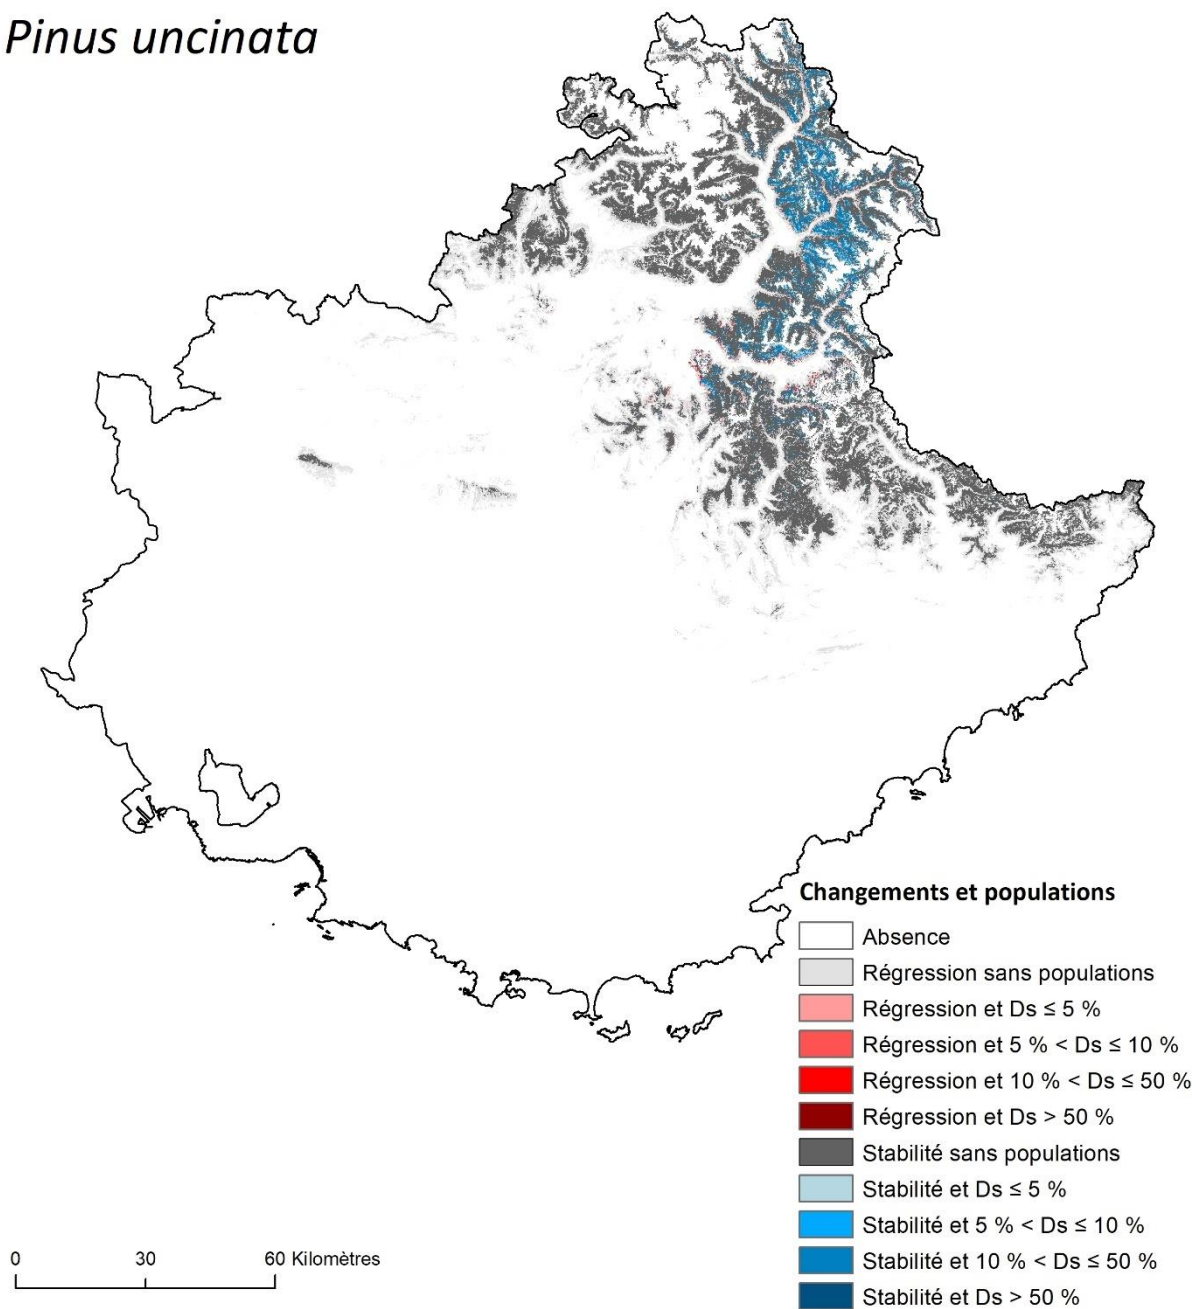 Pinus uncinata
Changements et populations
Absence
Régression sans populations
Régression et Ds ≤ 5 %
Régression et 5 % < Ds ≤ 10 %
Régression et 10 % < Ds ≤ 50 %
Régression et Ds > 50 %
Stabilité sans populations
Stabilité et Ds ≤ 5 %
Stabilité et 5 % < Ds ≤ 10 %
Stabilité et 10 % < Ds ≤ 50 %
Stabilité et Ds > 50 %
0 30 60 Kilomètres